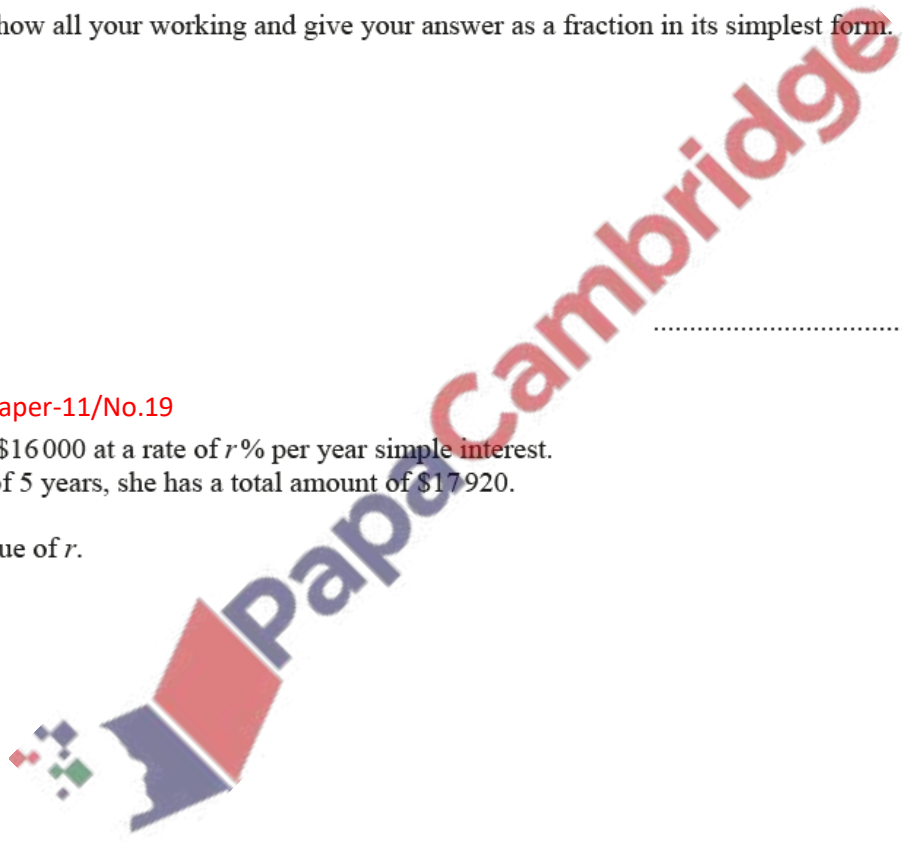 how all your working and give your answer as a fraction in its simplest form.
................................
aper-11/No.19
$16 000 at a rate of r% per year simple interest.
of 5 years, she has a total amount of $17 920.
ue of r.
PapaCambridge